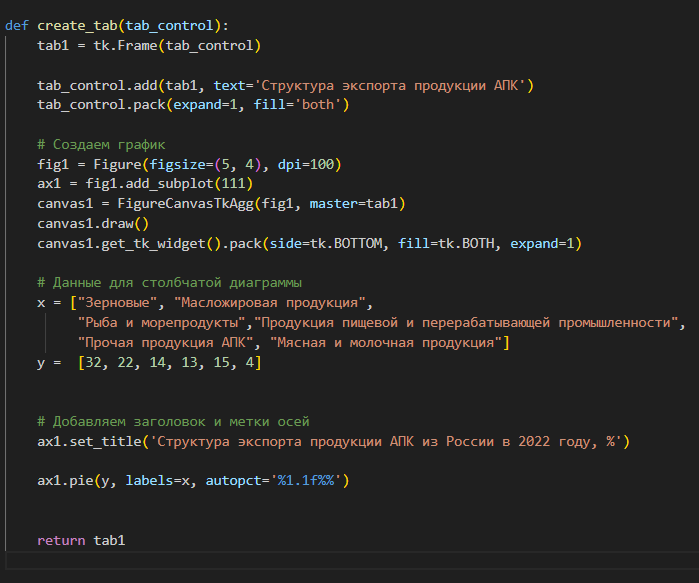 def create_tab(tab_control):
    tab1 = tk.Frame(tab_control)
    tab_control.add(tab1, text='Структура экспорта продукции АПК')
    tab_control.pack(expand=1, fill='both')
    # Создаем график
    fig1 = Figure(figsize=(5, 4), dpi=100)
    ax1 = fig1.add_subplot(111)
    canvas1 = FigureCanvasTkAgg(fig1, master=tab1)
    canvas1.draw()
    canvas1.get_tk_widget().pack(side=tk.BOTTOM, fill=tk.BOTH, expand=1)
    # Данные для столбчатой диаграммы
    x = ["Зерновые", "Масложировая продукция",
         "Рыба и морепродукты","Продукция пищевой и перерабатывающей промышленности",
         "Прочая продукция АПК", "Мясная и молочная продукция"]
    y =  [32, 22, 14, 13, 15, 4]
    # Добавляем заголовок и метки осей
    ax1.set_title('Структура экспорта продукции АПК из России в 2022 году, %')
    ax1.pie(y, labels=x, autopct='%1.1f%%')
    return tab1